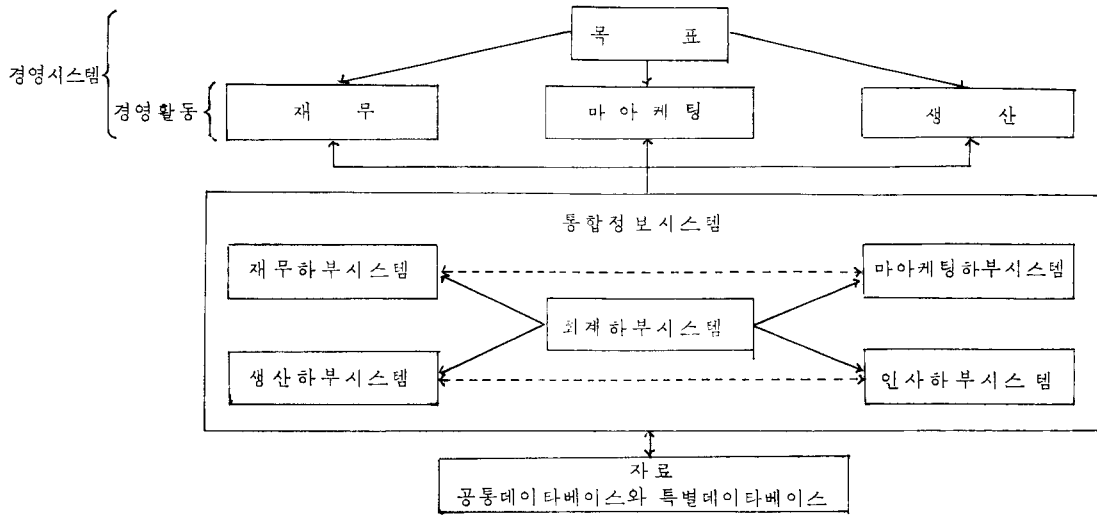 목 표
경영시스템
경영활동
재 무
마 아 케 팅
생 산
통합정보시스템
재무하부시스템
마아케팅하부시스템
회계하부시스템
생산하부시스템
인사하부시스템
자 료
공통데이타베이스와 특별데이타베이스